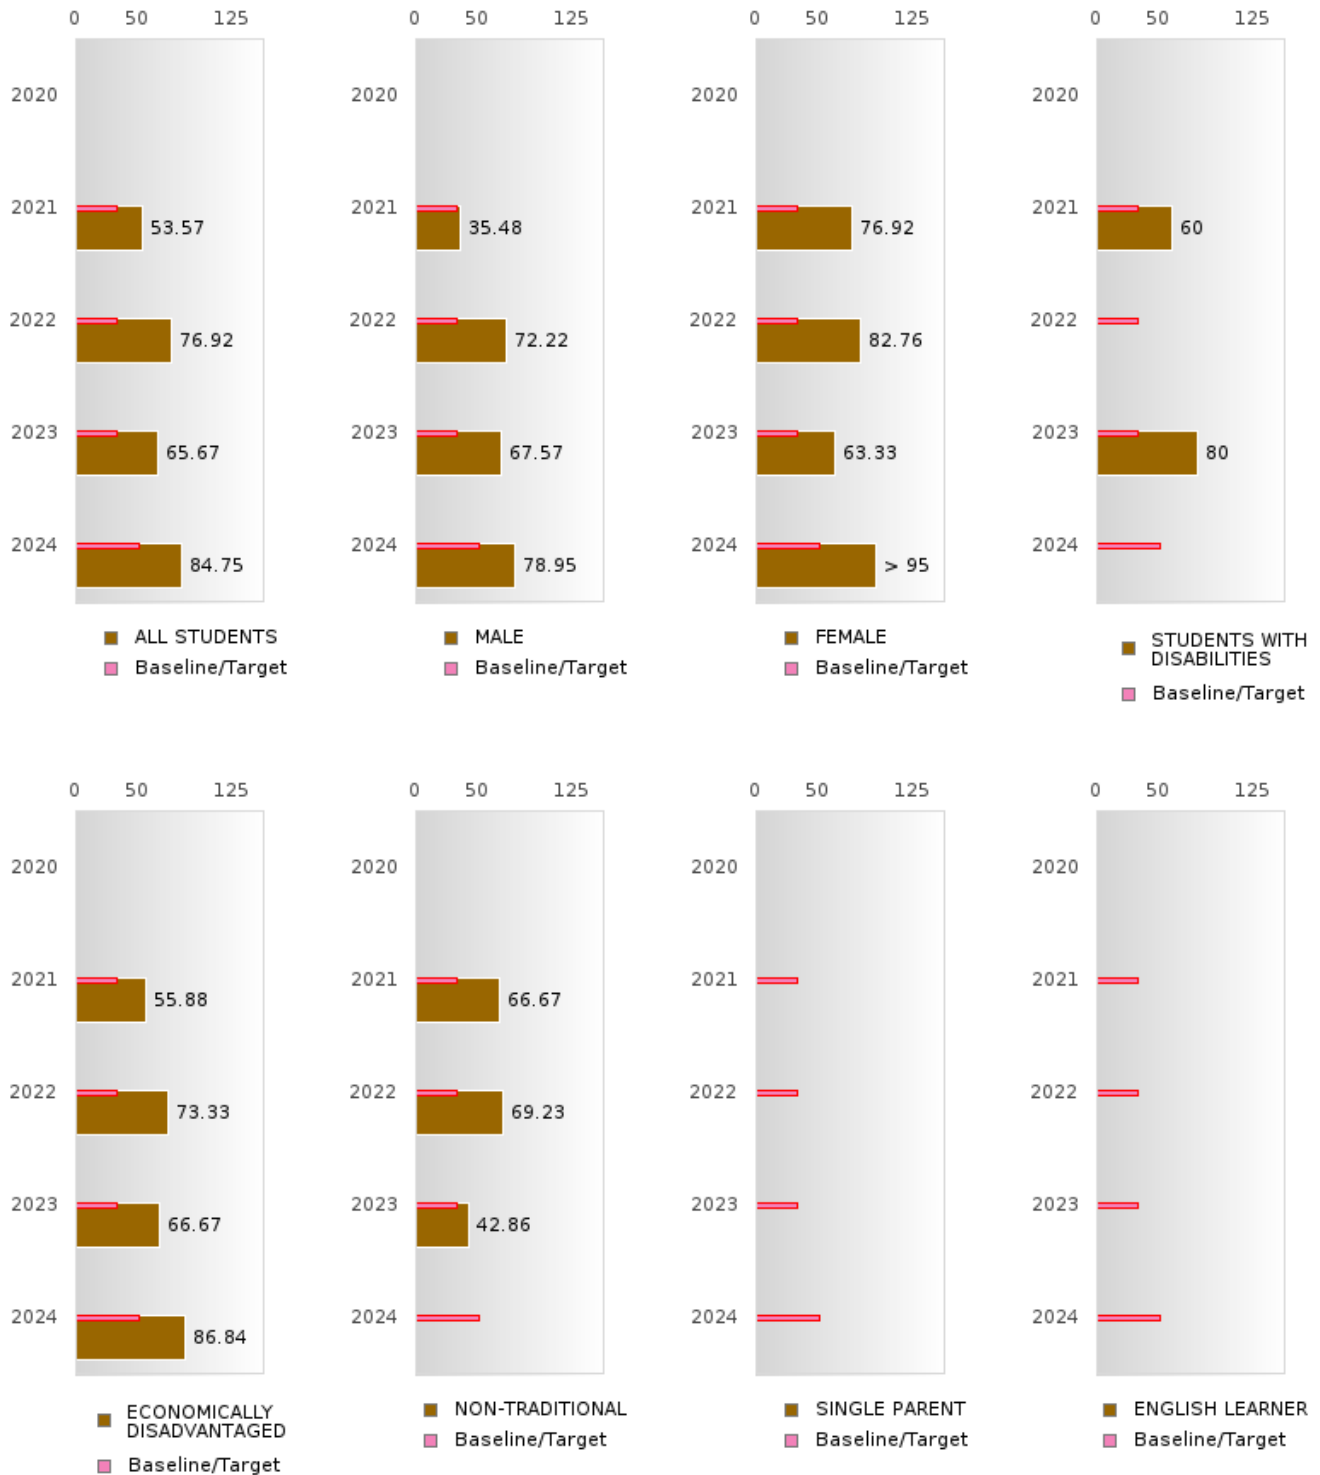 0 50 125
2020
2021 53.57
2022 76.92
2023 65.67
2024 84.75
ALL STUDENTS
Baseline/Target
0 50 125
2020
2021 35.48
2022 72.22
2023 67.57
2024 78.95
MALE
Baseline/Target
0 50 125
2020
2021 76.92
2022 82.76
2023 63.33
2024 > 95
FEMALE
Baseline/Target
0 50 125
2020
2021 60
2022
2023 80
2024
STUDENTS WITH
DISABILITIES
Baseline/Target
0 50 125
2020
2021 55.88
2022 73.33
2023 66.67
2024 86.84
ECONOMICALLY
DISADVANTAGED
Baseline/Target
0 50 125
2020
2021 66.67
2022 69.23
2023 42.86
2024
NON-TRADITIONAL
Baseline/Target
0 50 125
2020
2021
2022
2023
2024
SINGLE PARENT
Baseline/Target
0 50 125
2020
2021
2022
2023
2024
ENGLISH LEARNER
Baseline/Target